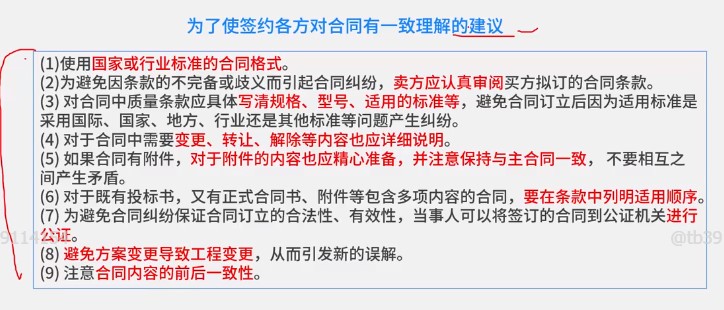 为了使签约各方对合同有一致理解的建议
(1)使用国家或行业标准的合同格式。
(2)为避免因条款的不完备或歧义而引起合同纠纷，卖方应认真审阅买方拟订的合同条款。
(3) 对合同中质量条款应具体写清规格、型号、适用的标准等，避免合同订立后因为适用标准是
采用国际、国家、地方、行业还是其他标准等问题产生纠纷。
(4) 对于合同中需要变更、转让、解除等内容也应详细说明。
(5) 如果合同有附件，对于附件的内容也应精心准备，并注意保持与主合同一致，不要相互之
间产生矛盾。
(6) 对于既有投标书，又有正式合同书、附件等包含多项内容的合同，要在条款中列明适用顺序。
(7) 为避免合同纠纷保证合同订立的合法性、有效性，当事人可以将签订的合同到公证机关进行
公证。
@tb39
(8) 避免方案变更导致工程变更，从而引发新的误解。
(9) 注意合同内容的前后一致性。